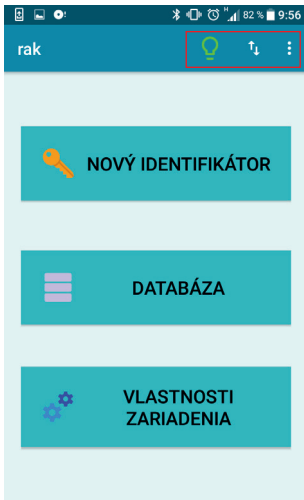 82 % 9:56
rak
NOVÝ IDENTIFIKÁTOR
DATABÁZA
VLASTNOSTI
ZARIADENIA